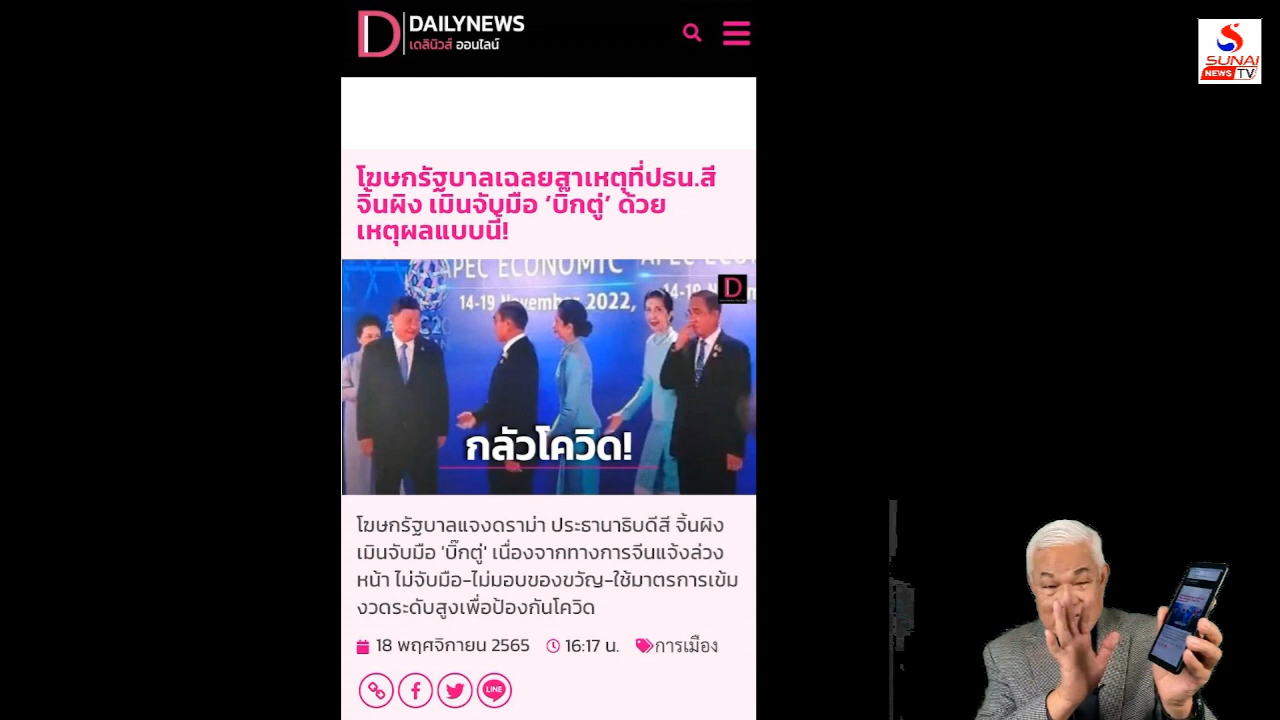 DAILYNEWS
เดลินิวส์ ออนไลน์
SUNAI
NEWS TV
โฆษกรัฐบาลเฉลยสาเหตุที่ปธน.สี
จิ้นผิง เมินจับมือ ‘บิ๊กตู่’ ด้วย
เหตุผลแบบนี้!
APEC ECONOMIC
14-19 November 2022,
14-19
D
กลัวโควิด!
โฆษกรัฐบาลแจงดราม่า ประธานาธิบดีสี จิ้นผิง
เมินจับมือ 'บิ๊กตู่' เนื่องจากทางการจีนแจ้งล่วง
หน้า ไม่จับมือ-ไม่มอบของขวัญ-ใช้มาตรการเข้ม
งวดระดับสูงเพื่อป้องกันโควิด
18 พฤศจิกายน 2565 16:17 น. การเมือง
LINE